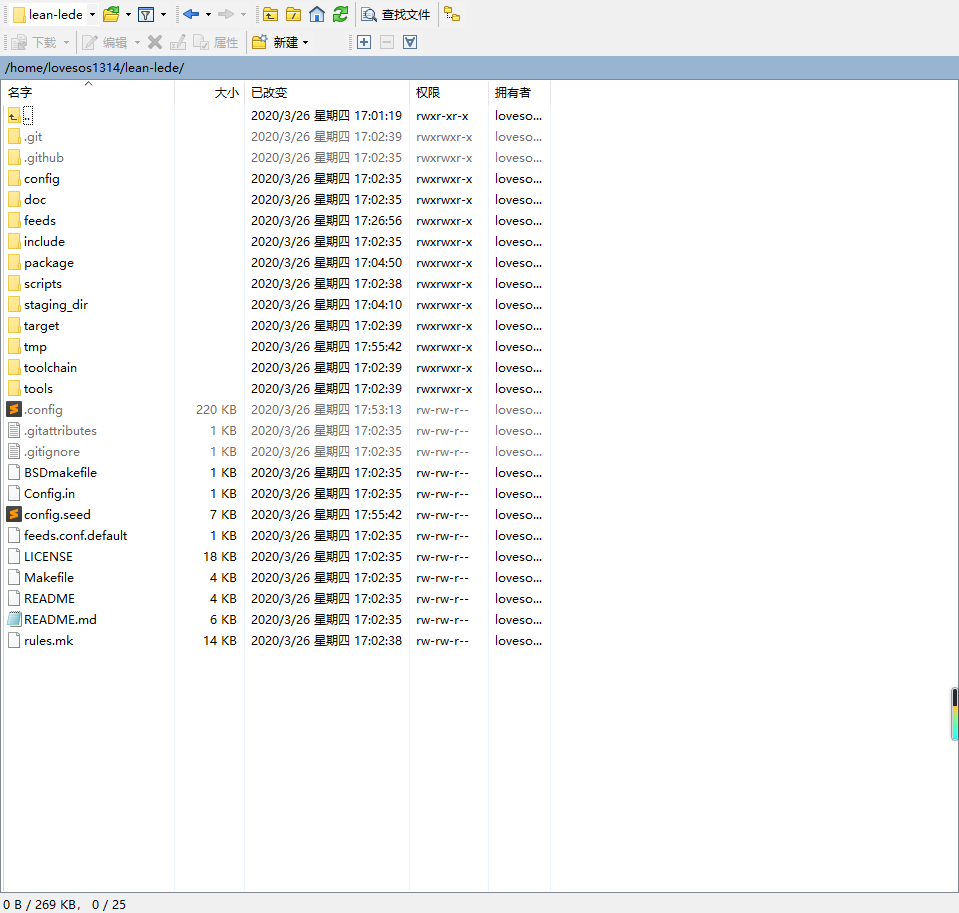 lean-lede 查找文件
下载 编辑 属性 新建
/home/lovesos1314/lean-lede/
名字 大小 已改变 权限 拥有者
.. 2020/3/26 星期四 17:01:19 rwxr-xr-x loveso...
.git 2020/3/26 星期四 17:02:39 rwxrwxr-x loveso...
.github 2020/3/26 星期四 17:02:35 rwxrwxr-x loveso...
config 2020/3/26 星期四 17:02:35 rwxrwxr-x loveso...
doc 2020/3/26 星期四 17:02:35 rwxrwxr-x loveso...
feeds 2020/3/26 星期四 17:26:56 rwxrwxr-x loveso...
include 2020/3/26 星期四 17:02:35 rwxrwxr-x loveso...
package 2020/3/26 星期四 17:04:50 rwxrwxr-x loveso...
scripts 2020/3/26 星期四 17:02:38 rwxrwxr-x loveso...
staging_dir 2020/3/26 星期四 17:04:10 rwxrwxr-x loveso...
target 2020/3/26 星期四 17:02:39 rwxrwxr-x loveso...
tmp 2020/3/26 星期四 17:55:42 rwxrwxr-x loveso...
toolchain 2020/3/26 星期四 17:02:39 rwxrwxr-x loveso...
tools 2020/3/26 星期四 17:02:39 rwxrwxr-x loveso...
.config 220 KB 2020/3/26 星期四 17:53:13 rw-rw-r-- loveso...
.gitattributes 1 KB 2020/3/26 星期四 17:02:35 rw-rw-r-- loveso...
.gitignore 1 KB 2020/3/26 星期四 17:02:35 rw-rw-r-- loveso...
BSDmakefile 1 KB 2020/3/26 星期四 17:02:35 rw-rw-r-- loveso...
Config.in 1 KB 2020/3/26 星期四 17:02:35 rw-rw-r-- loveso...
config.seed 7 KB 2020/3/26 星期四 17:55:42 rw-rw-r-- loveso...
feeds.conf.default 1 KB 2020/3/26 星期四 17:02:35 rw-rw-r-- loveso...
LICENSE 18 KB 2020/3/26 星期四 17:02:35 rw-rw-r-- loveso...
Makefile 4 KB 2020/3/26 星期四 17:02:35 rw-rw-r-- loveso...
README 4 KB 2020/3/26 星期四 17:02:35 rw-rw-r-- loveso...
README.md 6 KB 2020/3/26 星期四 17:02:35 rw-rw-r-- loveso...
rules.mk 14 KB 2020/3/26 星期四 17:02:38 rw-rw-r-- loveso...
0 B / 269 KB， 0 / 25